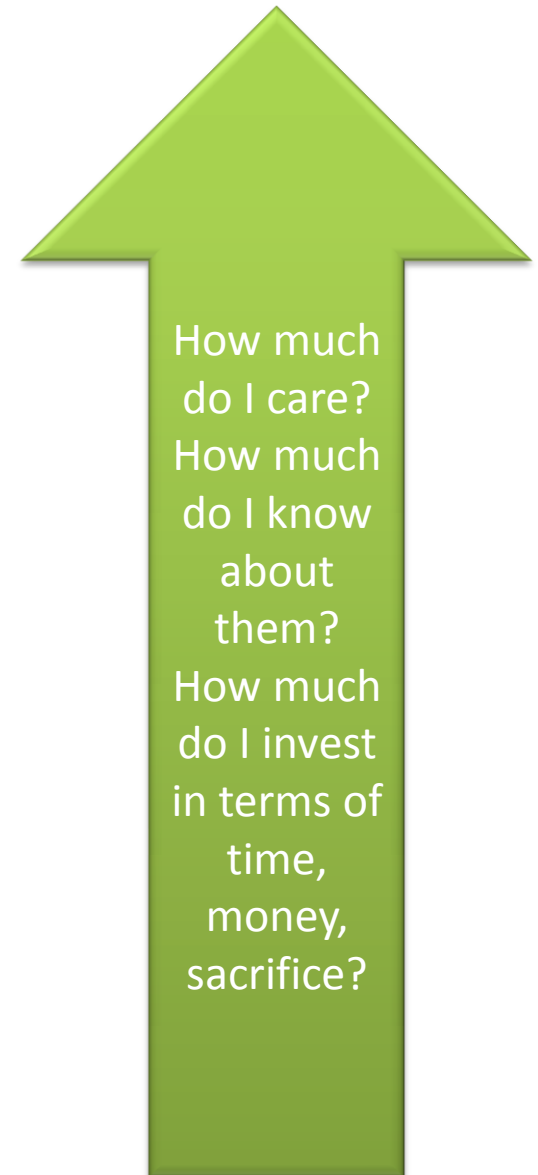 How much
do I care?
How much
do I know
about
them?
How much
do I invest
in terms of
time,
money,
sacrifice?